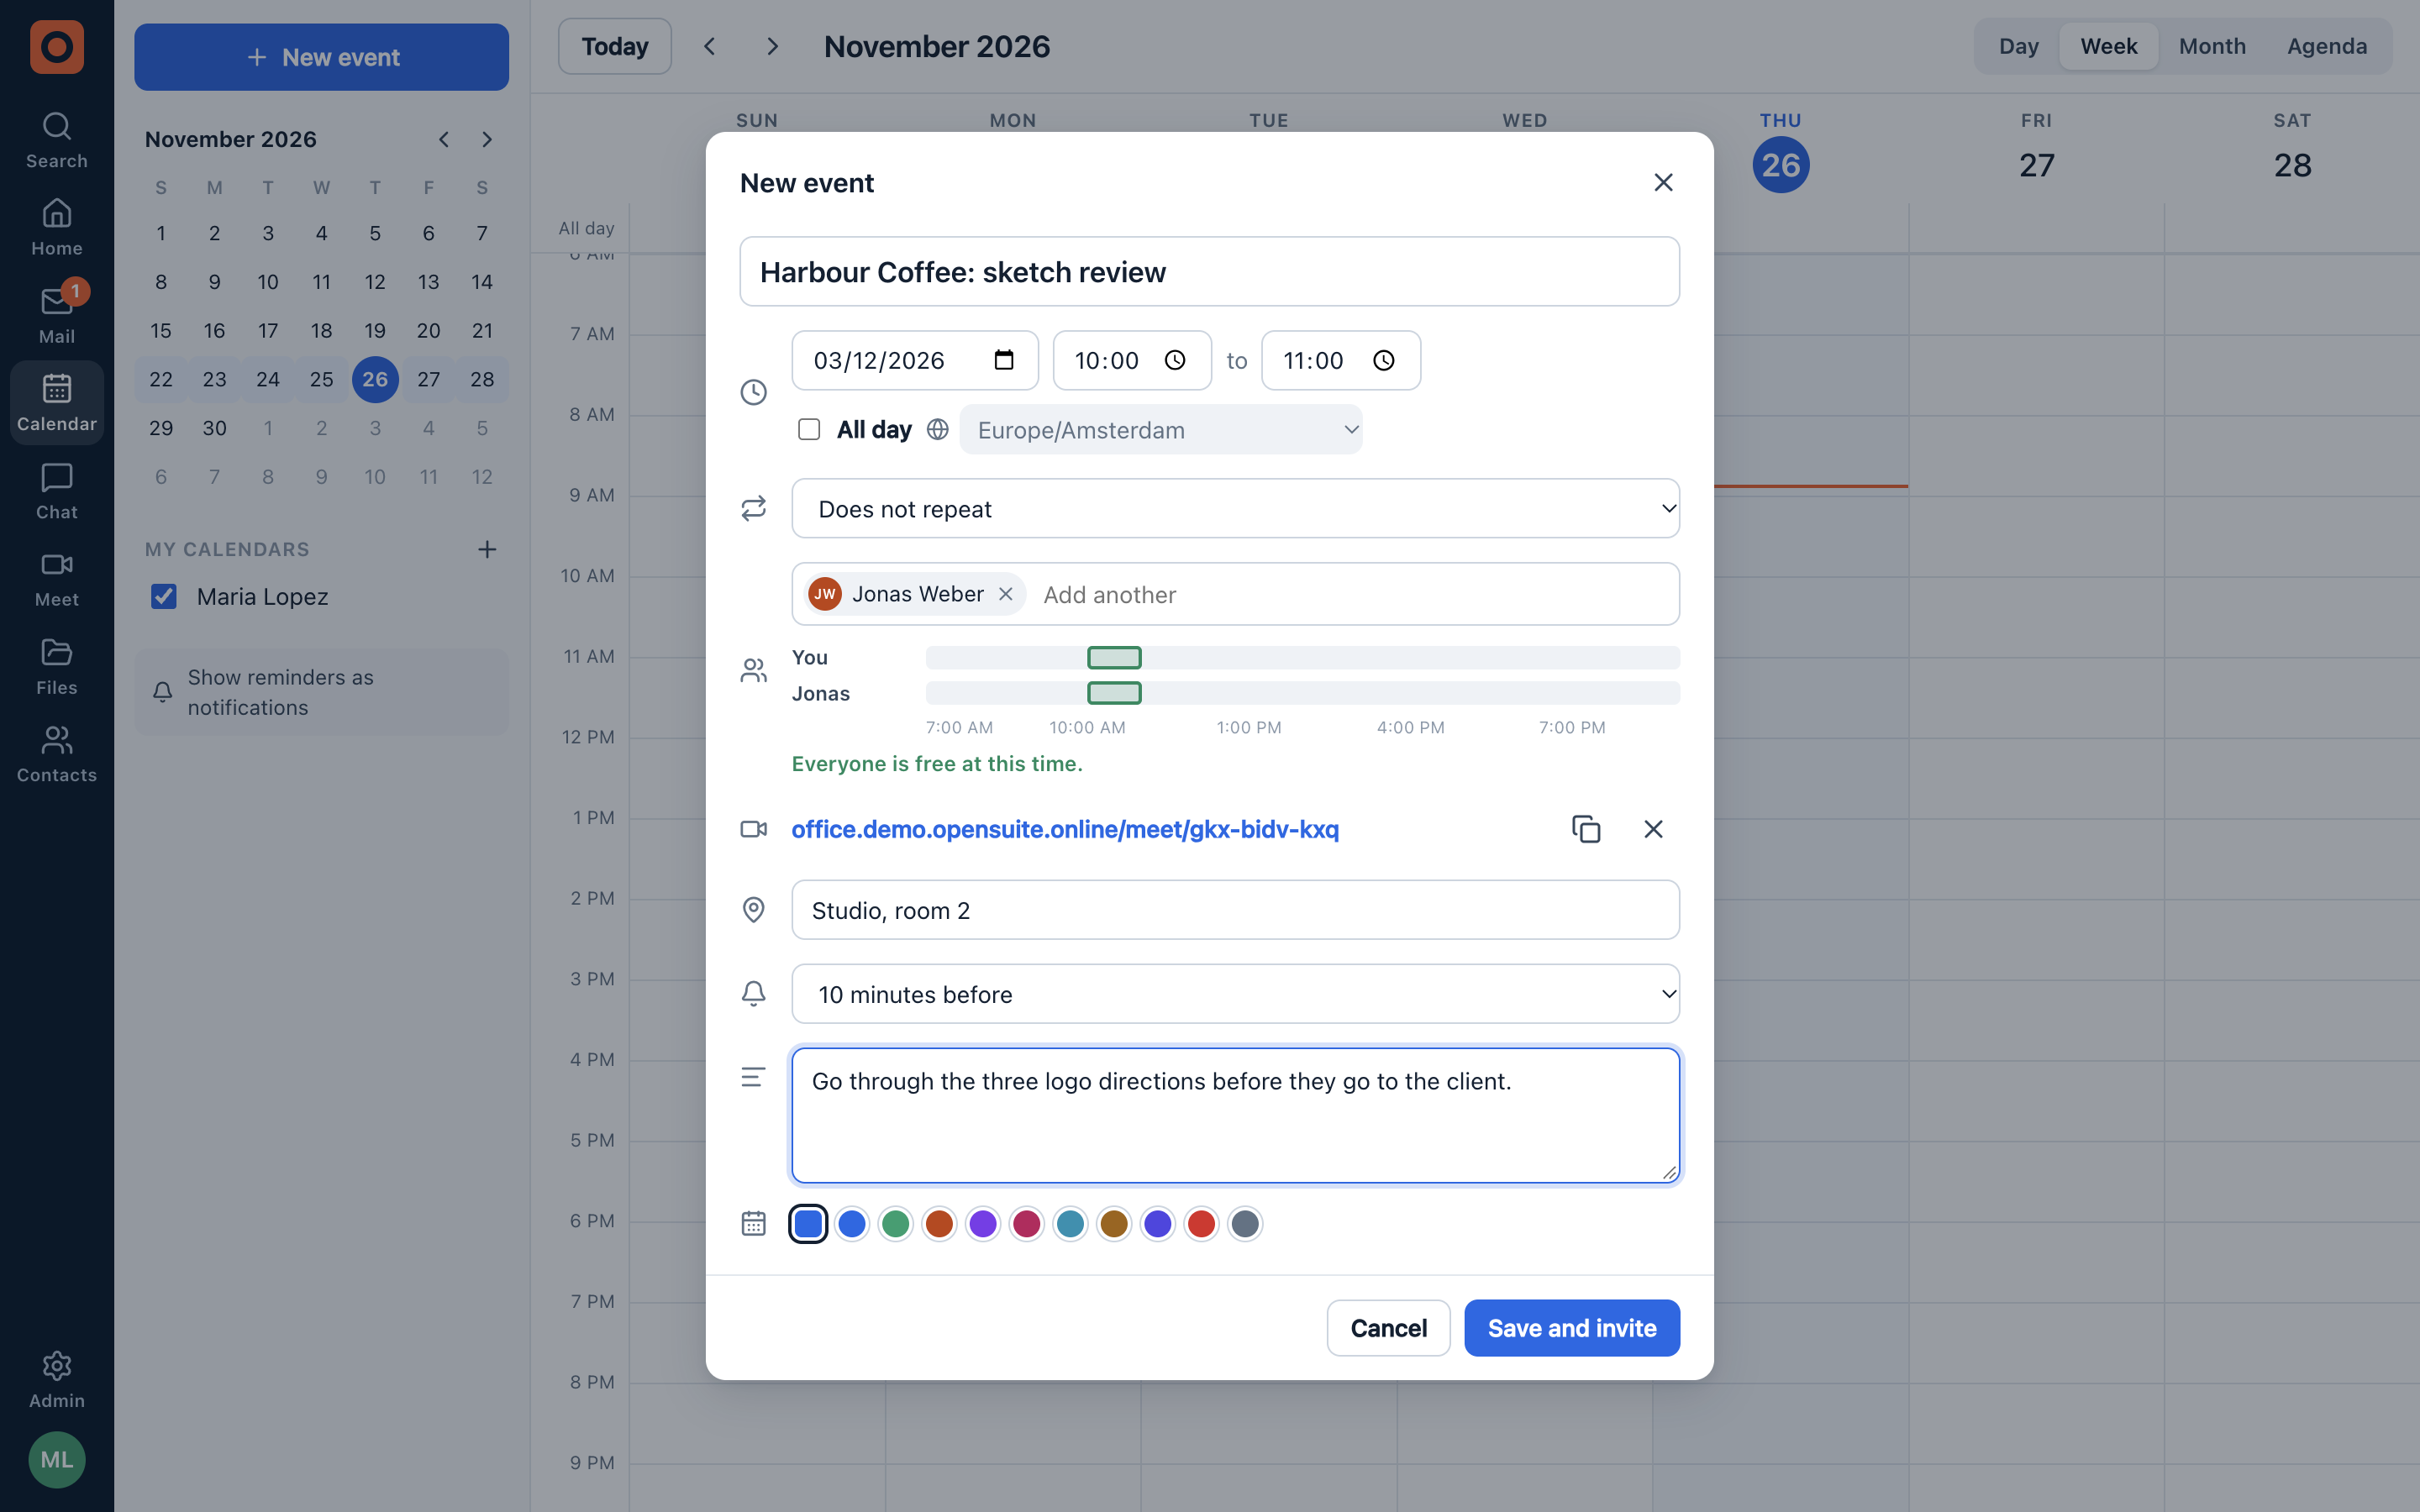 New event
Today
November 2026
Day
Week
Month
Agenda
Search
Home
1
Mail
Calendar
Chat
Meet
Files
Contacts
Admin
ML
November 2026
S M T W T F S
1 2 3 4 5 6 7
8 9 10 11 12 13 14
15 16 17 18 19 20 21
22 23 24 25 26 27 28
29 30 1 2 3 4 5
6 7 8 9 10 11 12
MY CALENDARS
Maria Lopez
Show reminders as
notifications
SUN MON TUE WED THU FRI SAT
26 27 28
All day
6 AM
7 AM
8 AM
9 AM
10 AM
11 AM
12 PM
1 PM
2 PM
3 PM
4 PM
5 PM
6 PM
7 PM
8 PM
9 PM
New event
Harbour Coffee: sketch review
03/12/2026 10:00 to 11:00
All day Europe/Amsterdam
Does not repeat
JW Jonas Weber Add another
You
Jonas
7:00 AM 10:00 AM 1:00 PM 4:00 PM 7:00 PM
Everyone is free at this time.
office.demo.opensuite.online/meet/gkx-bidv-kxq
Studio, room 2
10 minutes before
Go through the three logo directions before they go to the client.
Cancel
Save and invite